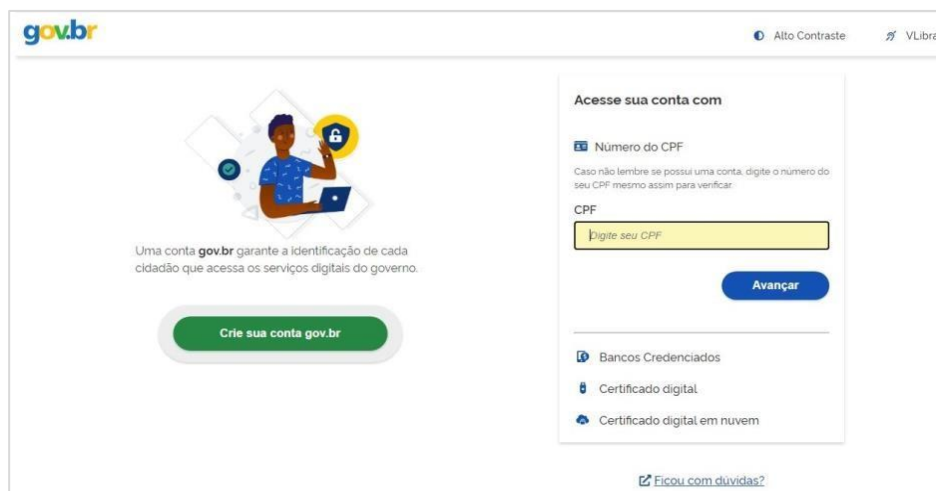 gov.br
Alto Contraste
VLibra
Uma conta gov.br garante a identificação de cada
cidadão que acessa os serviços digitais do governo.
Crie sua conta gov.br
Acesse sua conta com
Número do CPF
Caso não lembre se possui uma conta, digite o número do
seu CPF mesmo assim para verificar.
CPF
Digite seu CPF
Avançar
Bancos Credenciados
Certificado digital
Certificado digital em nuvem
Ficou com dúvidas?